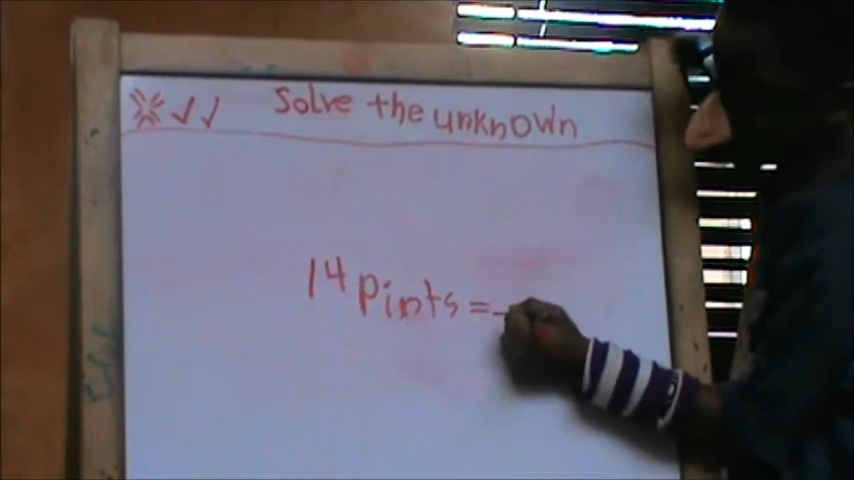 Solve the unknown
14 pints =